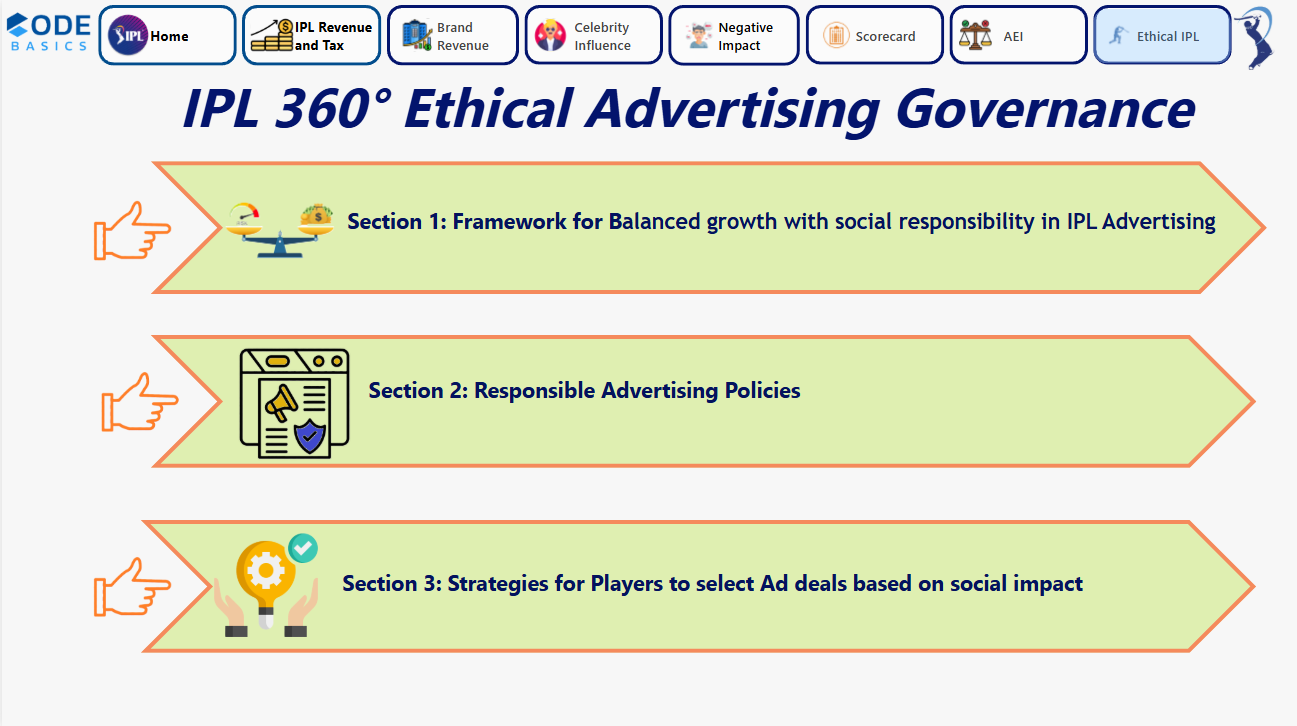 CODE
BASICS
IPL
Home
IPL Revenue
and Tax
Brand
Revenue
Celebrity
Influence
Negative
Impact
Scorecard
AEI
Ethical IPL
IPL 360° Ethical Advertising Governance
Section 1: Framework for Balanced growth with social responsibility in IPL Advertising
Section 2: Responsible Advertising Policies
Section 3: Strategies for Players to select Ad deals based on social impact